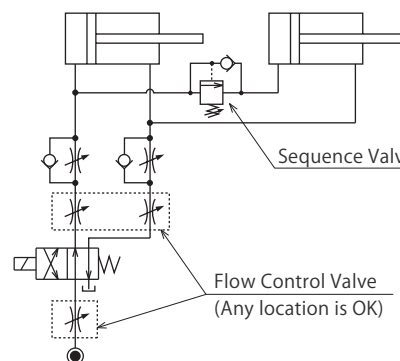 Sequence Valv
Flow Control Valve
(Any location is OK)